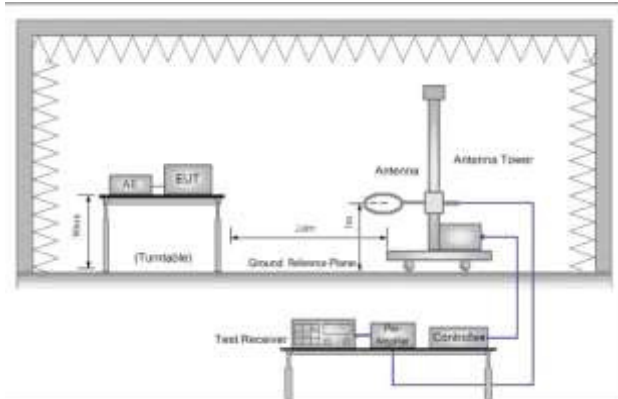 Antenna
Antenna Tower
AE
EUT
(Turntable)
Ground Reference Plane
Test Receiver
Controller